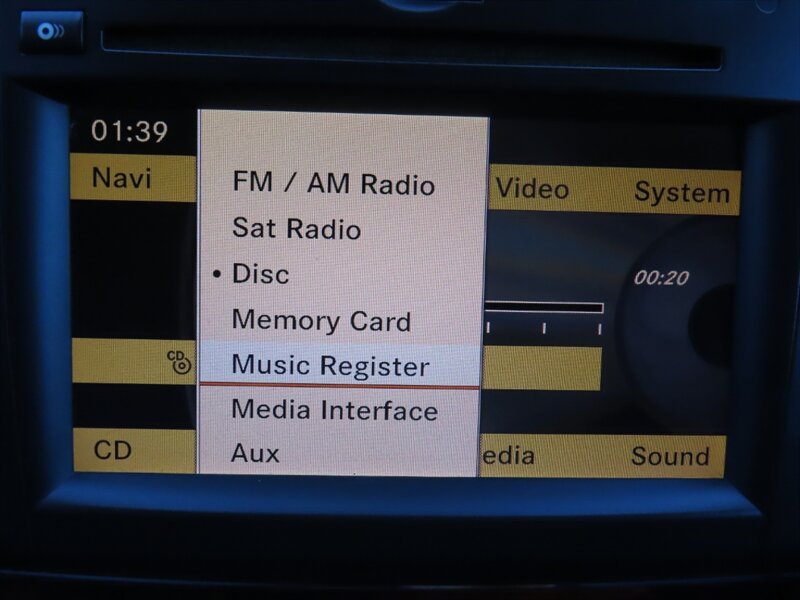 01:39
Navi
Video
System
FM / AM Radio
Sat Radio
• Disc
00:20
Memory Card
CD
Music Register
Media Interface
CD
Aux
edia
Sound